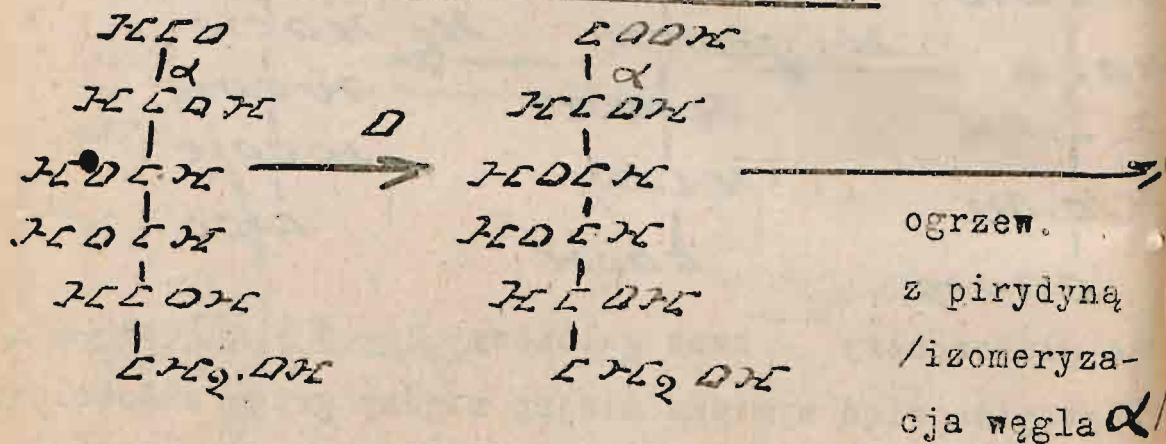 HCO COOH
α α
HCOH HCOH
O
HOCH HOCH
HOCH HOCH
HCOH HCOH
CH2.OH CH2OH
ogrzew.
z pirydyną
/izomeryza-
cja węgla α/